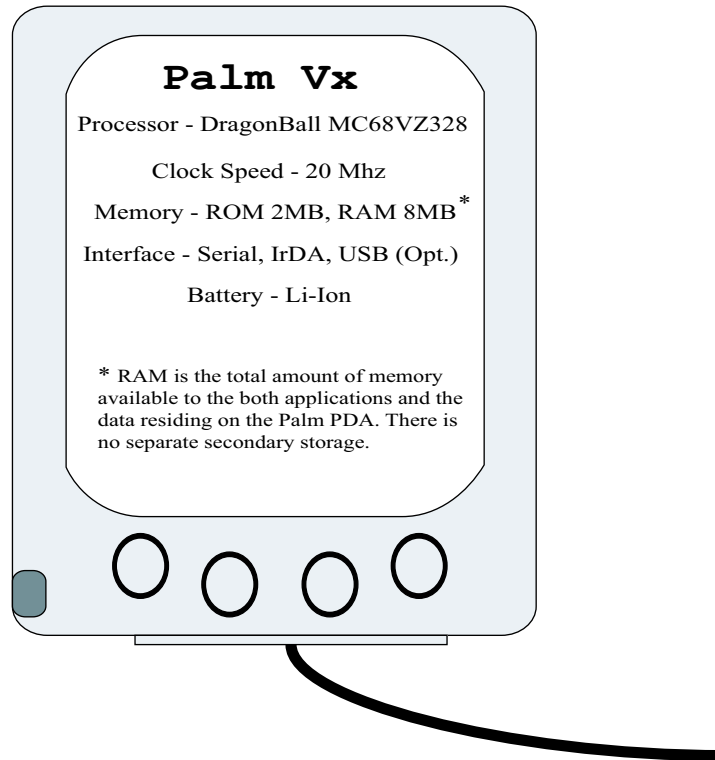 Palm Vx
Processor - DragonBall MC68VZ328
Clock Speed - 20 Mhz
Memory - ROM 2MB, RAM 8MB*
Interface - Serial, IrDA, USB (Opt.)
Battery - Li-Ion
* RAM is the total amount of memory
available to the both applications and the
data residing on the Palm PDA. There is
no separate secondary storage.